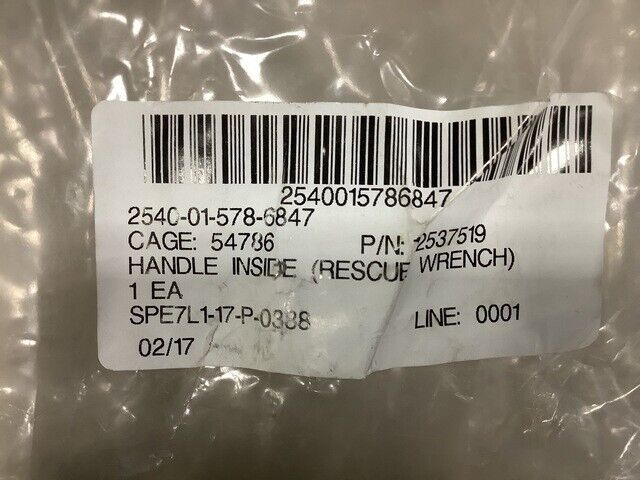 2540015786847
2540-01-578-6847
CAGE: 54786 P/N: 2537519
HANDLE INSIDE (RESCUE WRENCH)
1 EA
SPE7L1-17-P-0388 LINE: 0001
02/17